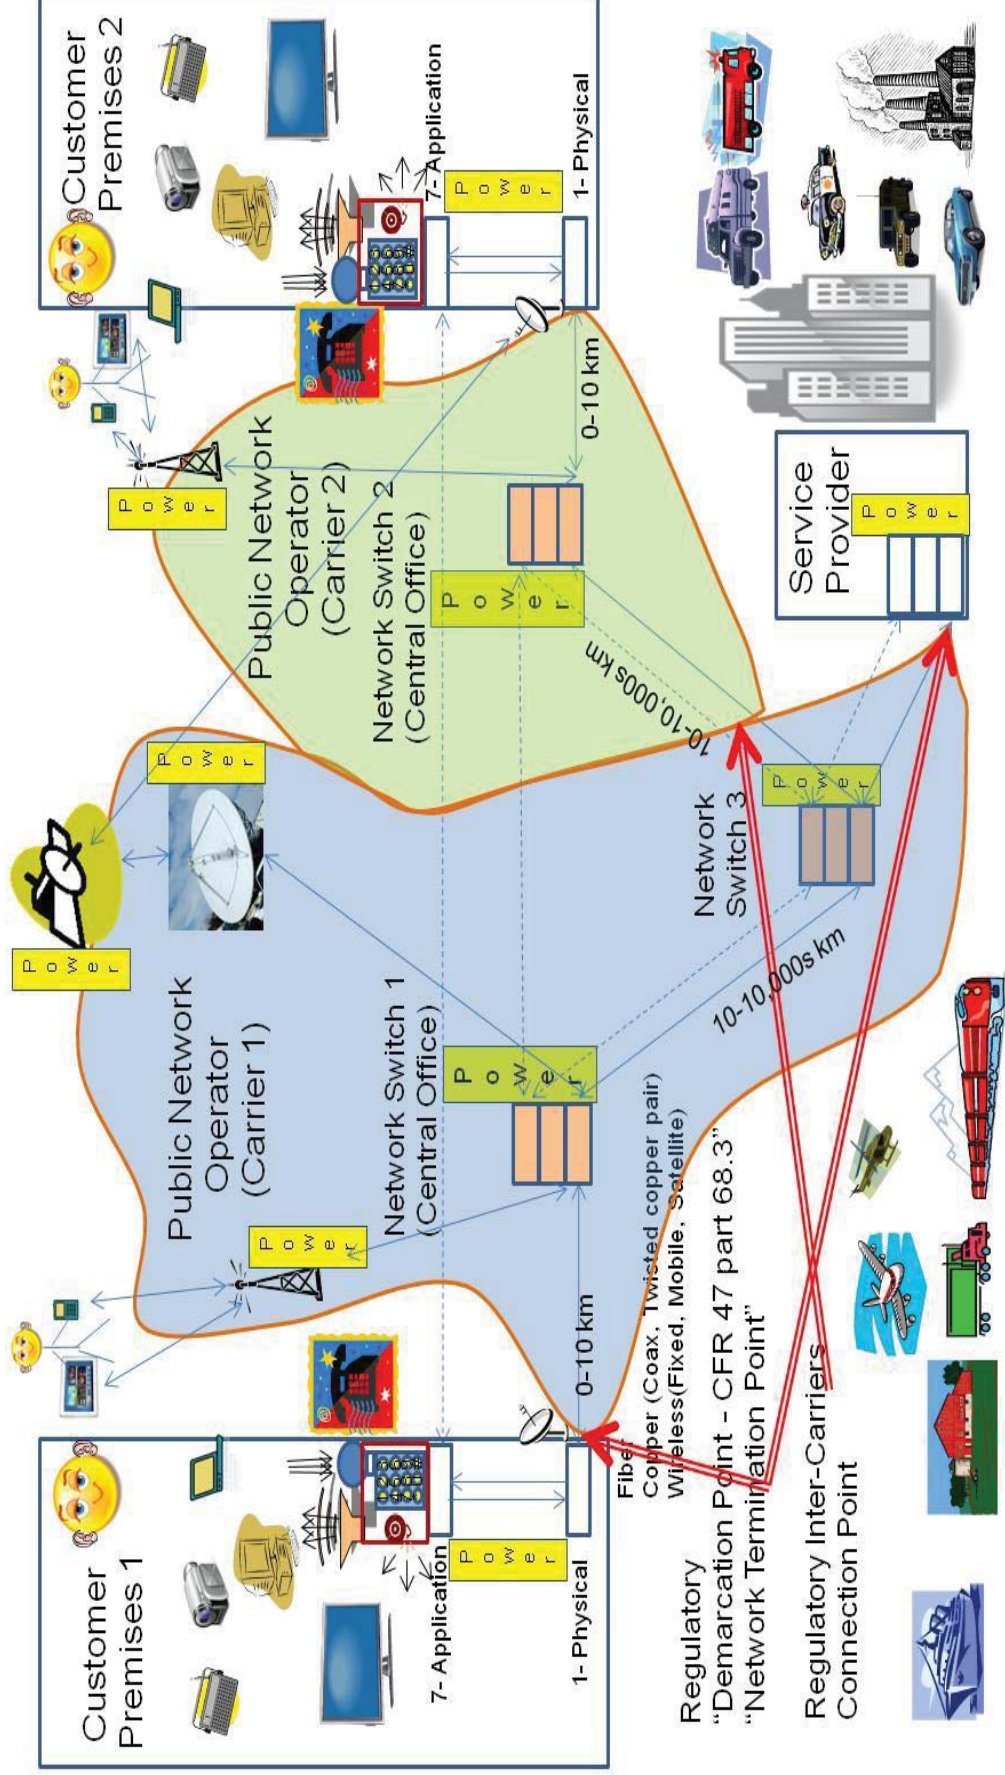 Customer
Premises 1
7- Application
Power
1- Physical
0-10 km
Fiber
Copper (Coax, Twisted copper pair)
Wireless(Fixed, Mobile, Satellite)
Regulatory
“Demarcation Point - CFR 47 part 68.3”
“Network Termination Point”
Regulatory Inter-Carriers
Connection Point
Public Network
Operator
(Carrier 1)
Power
Network Switch 1
(Central Office)
Power
Power
Power
10-10,000s km
Network
Switch 3
Power
Public Network
Operator
(Carrier 2)
Network Switch 2
(Central Office)
Power
Power
10-10,000s km
0-10 km
Service
Provider
Power
Customer
Premises 2
7- Application
Power
1- Physical